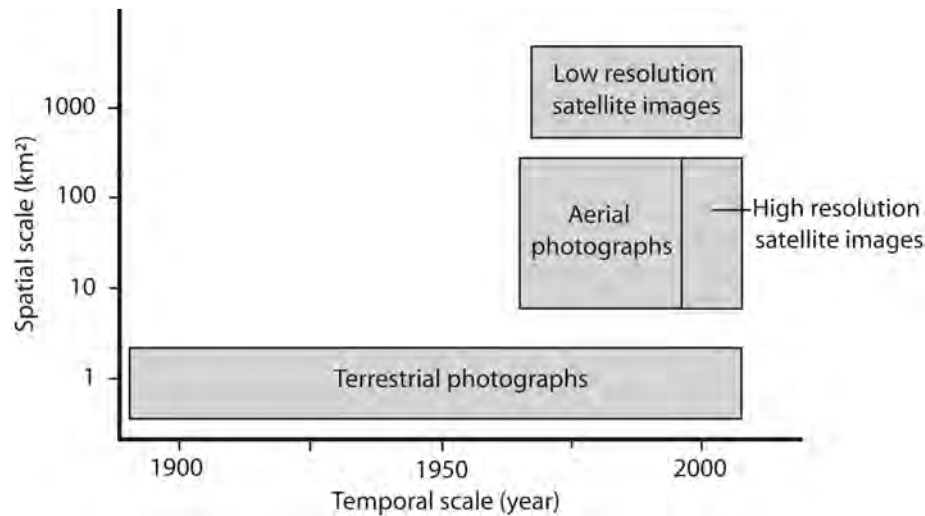 Low resolution
satellite images
1000
100
10
1
Spatial scale (km²)
Aerial
photographs
High resolution
satellite images
Terrestrial photographs
1900
1950
2000
Temporal scale (year)